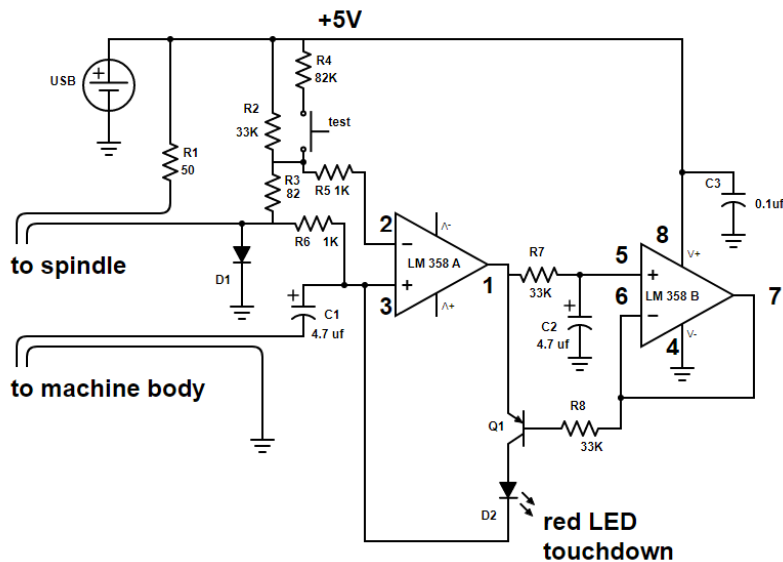 +5V
USB
+
R4
82K
R2
33K
test
R1
50
R3
82
R5 1K
R6 1K
2
−
V-
LM 358 A
3
+
V+
1
to spindle
D1
+
C1
4.7 uf
to machine body
R7
33K
+
C2
4.7 uf
C3
0.1uf
8
V+
5
+
6
−
LM 358 B
7
4
V-
Q1
R8
33K
D2
red LED
touchdown